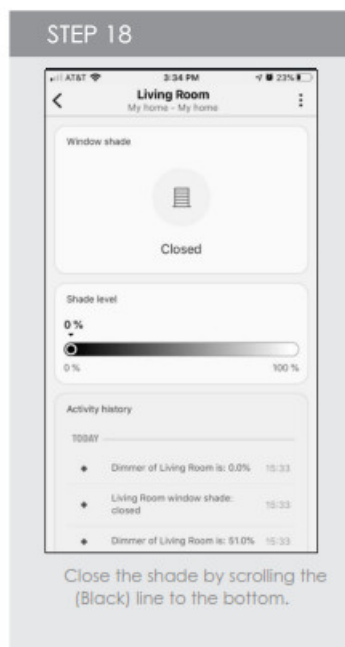 STEP 18
AT&T 3:34 PM 23%
Living Room
My home - My home
Window shade
Closed
Shade level
0 %
0 % 100 %
Activity history
TODAY
Dimmer of Living Room is: 0.0% 15:33
Living Room window shade: 15:33
closed
Dimmer of Living Room is: 51.0% 15:33
Close the shade by scrolling the
(Black) line to the bottom.